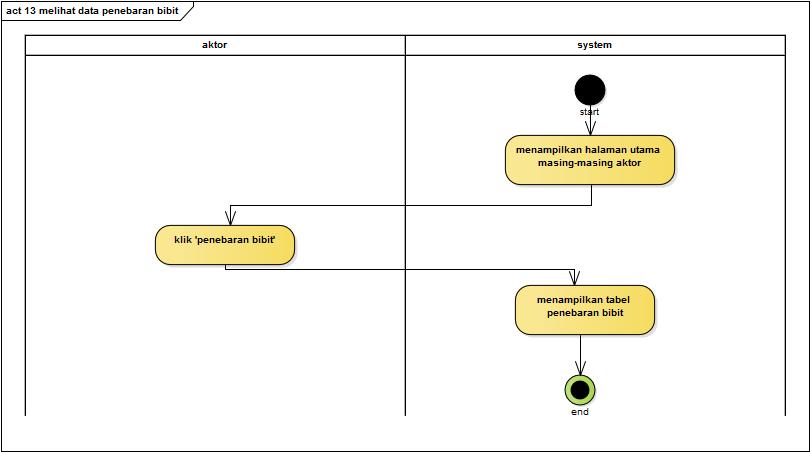 act 13 melihat data penebaran bibit
aktor
system
start
menampilkan halaman utama
masing-masing aktor
klik 'penebaran bibit'
menampilkan tabel
penebaran bibit
end